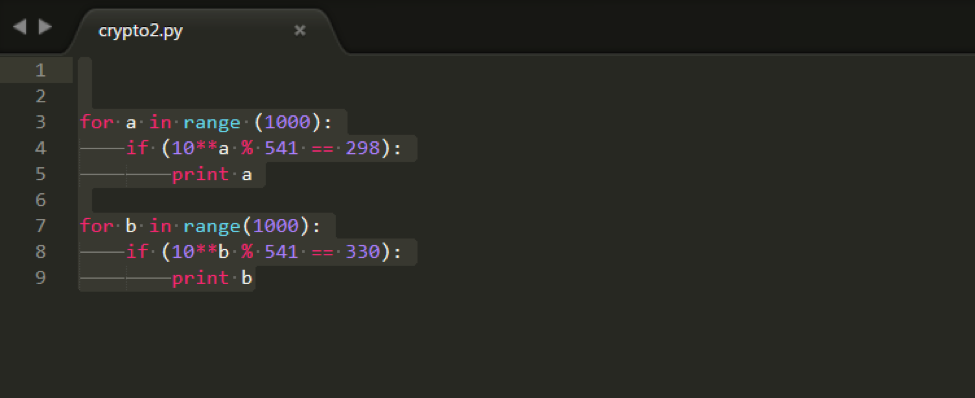 crypto2.py
1
2
3 for a in range (1000):
4 if (10**a % 541 == 298):
5 print a
6
7 for b in range(1000):
8 if (10**b % 541 == 330):
9 print b